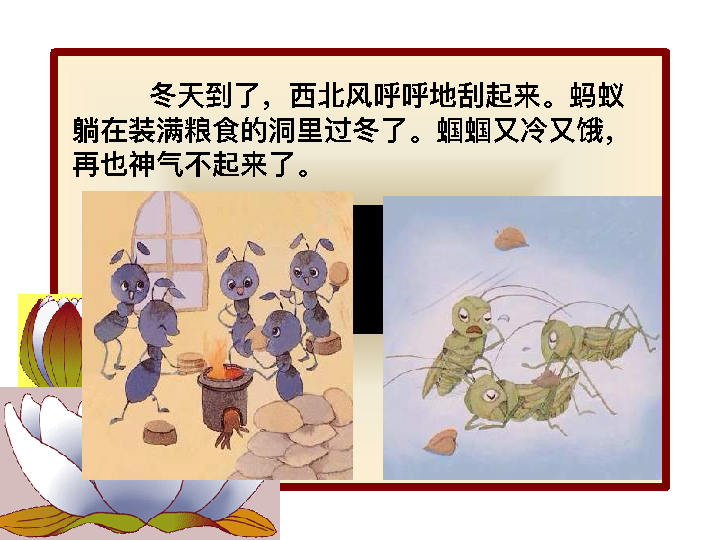 冬天到了，西北风呼呼地刮起来。蚂蚁
躺在装满粮食的洞里过冬了。蝈蝈又冷又饿，
再也神气不起来了。